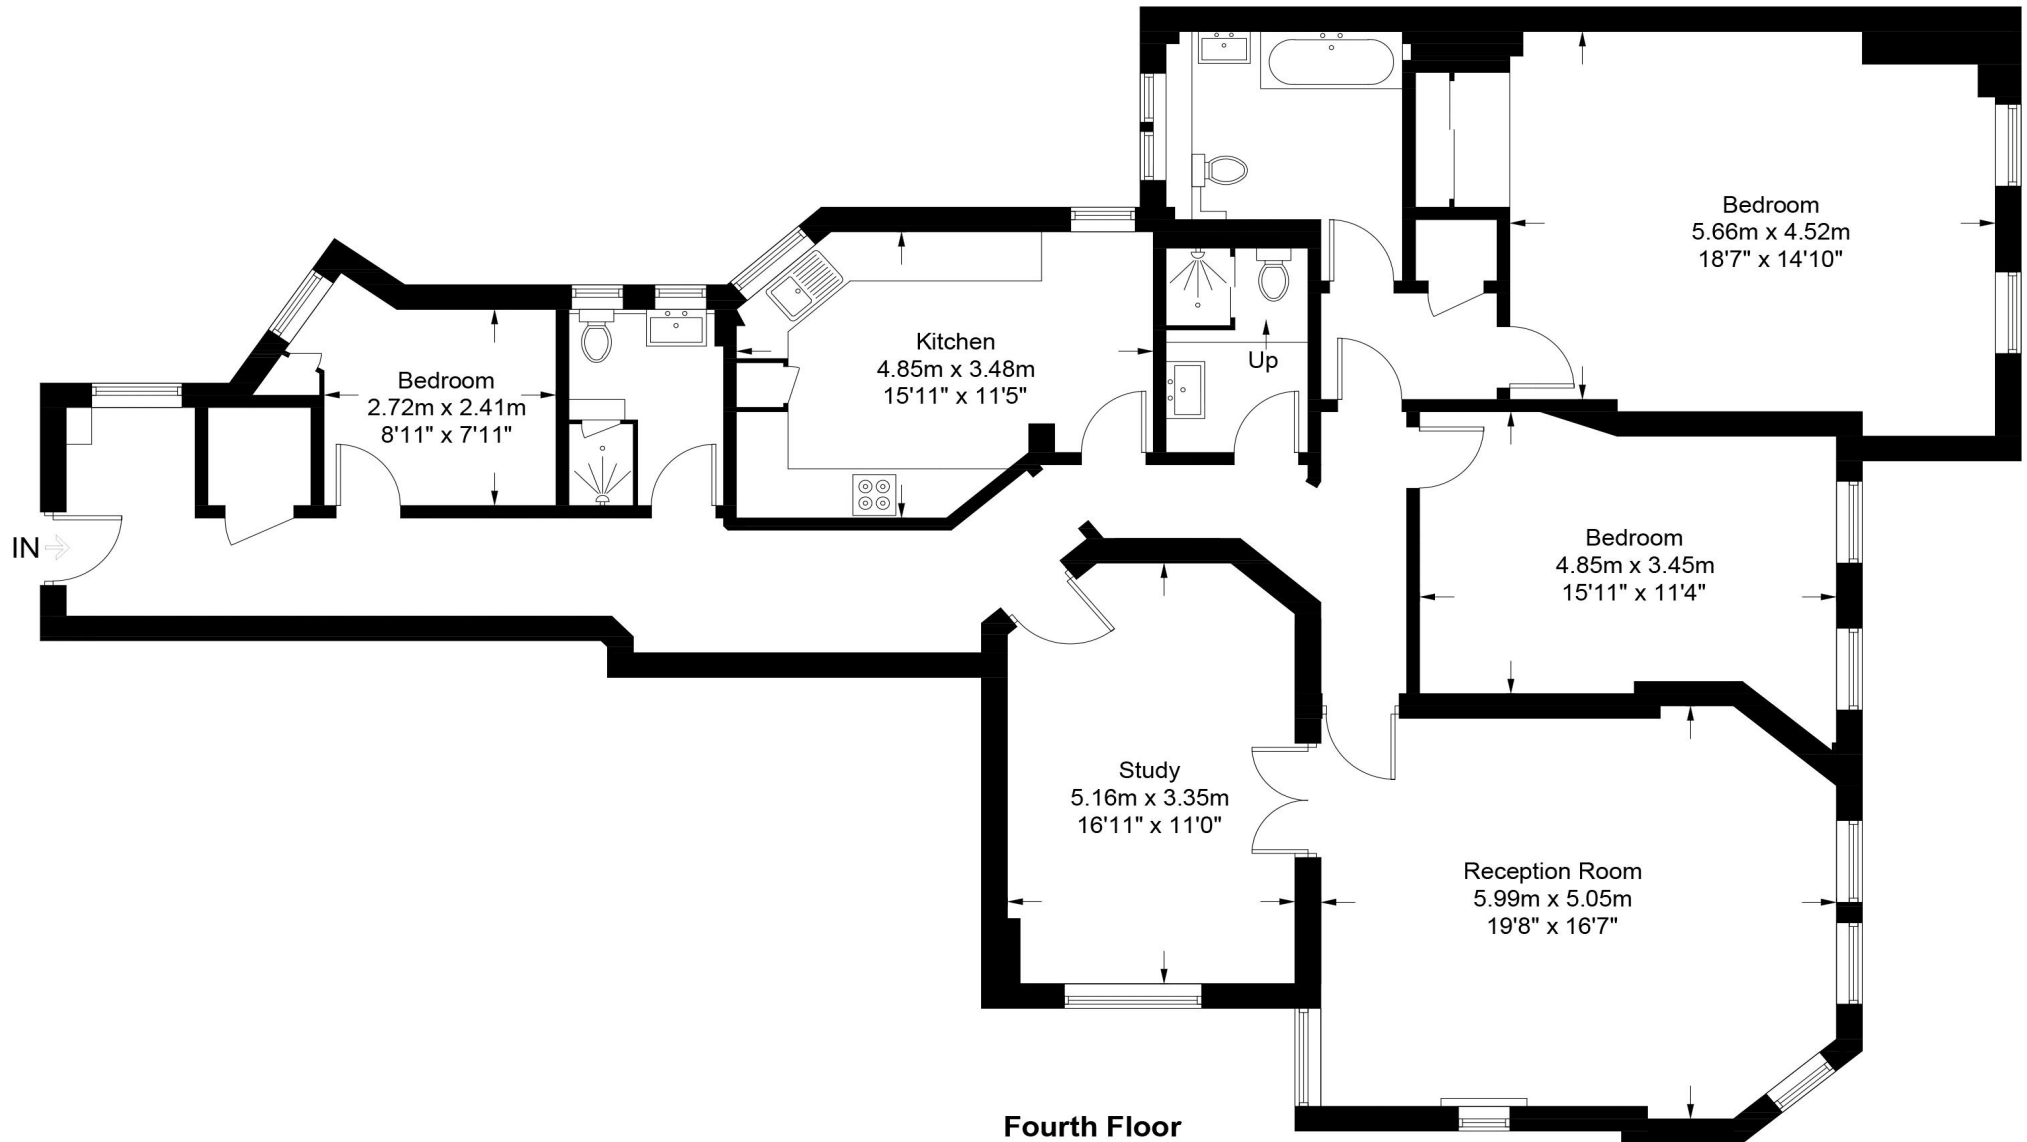 Bedroom
5.66m x 4.52m
18'7" x 14'10"
Kitchen
4.85m x 3.48m
15'11" x 11'5"
Up
Bedroom
2.72m x 2.41m
8'11" x 7'11"
IN
Bedroom
4.85m x 3.45m
15'11" x 11'4"
Study
5.16m x 3.35m
16'11" x 11'0"
Reception Room
5.99m x 5.05m
19'8" x 16'7"
Fourth Floor